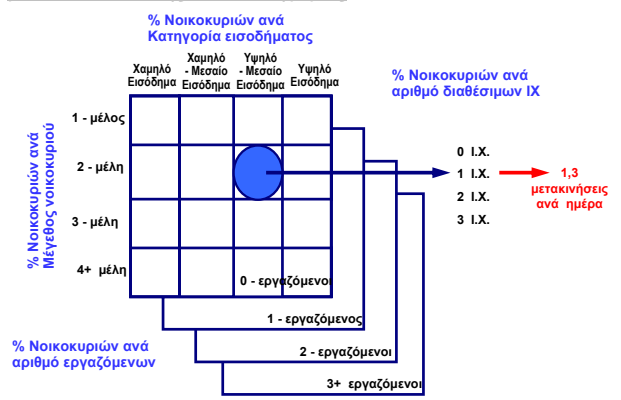 % Νοικοκυριών ανά
Κατηγορία εισοδήματος
Χαμηλό
Εισόδημα
Χαμηλό
- Μεσαίο
Εισόδημα
Υψηλό
- Μεσαίο
Εισόδημα
Υψηλό
Εισόδημα
% Νοικοκυριών ανά
αριθμό διαθέσιμων ΙΧ
% Νοικοκυριών ανά
Μέγεθος νοικοκυριού
1 - μέλος
2 - μέλη
3 - μέλη
4+ μέλη
0 Ι.Χ.
1 Ι.Χ.
2 Ι.Χ.
3 Ι.Χ.
1,3
μετακινήσεις
ανά ημέρα
0 - εργαζόμενοι
1 - εργαζόμενος
2 - εργαζόμενοι
3+ εργαζόμενοι
% Νοικοκυριών ανά
αριθμό εργαζόμενων